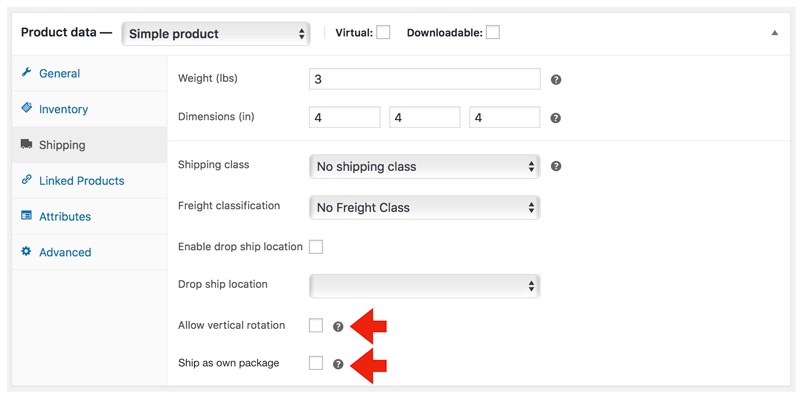 Product data — Simple product Virtual: Downloadable:
General
Inventory
Shipping
Linked Products
Attributes
Advanced
Weight (lbs) 3 ?
Dimensions (in) 4 4 4 ?
Shipping class No shipping class ?
Freight classification No Freight Class
Enable drop ship location
Drop ship location
Allow vertical rotation ?
Ship as own package ?